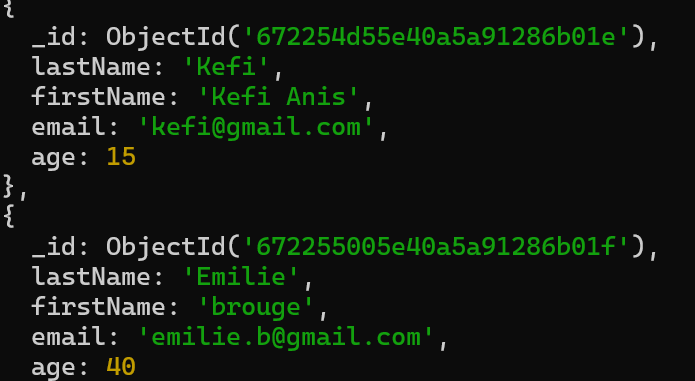 {
  _id: ObjectId('672254d55e40a5a91286b01e'),
  lastName: 'Kefi',
  firstName: 'Kefi Anis',
  email: 'kefi@gmail.com',
  age: 15
},
{
  _id: ObjectId('672255005e40a5a91286b01f'),
  lastName: 'Emilie',
  firstName: 'brouge',
  email: 'emilie.b@gmail.com',
  age: 40